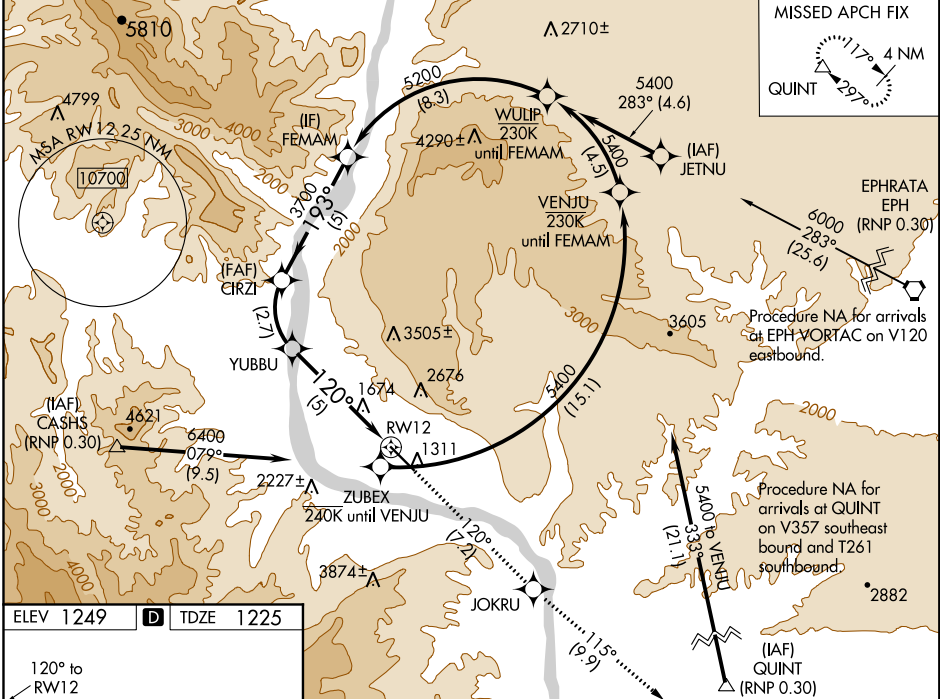 5810
2710±
MISSED APCH FIX
117°
4 NM
QUINT
297°
4799
3000
4000
2000
MSA RW12 25 NM
10700
(IF)
FEMAM
5200
(8.3)
4290±
WULIP
230K
until FEMAM
5400
283° (4.6)
5400
(4.5)
(IAF)
JETNU
VENJU
230K
until FEMAM
EPHRATA
EPH
(RNP 0.30)
6000
283°
(25.6)
Procedure NA for arrivals
at EPH VORTAC on V120
eastbound.
3700
193°
(5)
2000
(FAF)
CIRZI
(2.7)
YUBBU
3505±
3000
3605
2676
120°
(5)
1674
5400
(15.1)
2000
(IAF)
CASHS
(RNP 0.30)
4621
6400
079°
(9.5)
RW12
1311
2227±
ZUBEX
240K until VENJU
3000
2000
4000
120°
(7.2)
5400 to VENJU
333°
(21.1)
Procedure NA for
arrivals at QUINT
on V357 southeast
bound and T261
southbound.
3874±
JOKRU
2882
115°
(9.9)
(IAF)
QUINT
(RNP 0.30)
ELEV 1249 D TDZE 1225
120° to
RW12